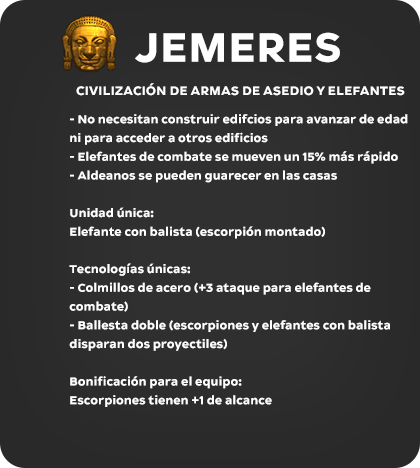 JEMERES
CIVILIZACIÓN DE ARMAS DE ASEDIO Y ELEFANTES
- No necesitan construir edifcios para avanzar de edad
ni para acceder a otros edificios
- Elefantes de combate se mueven un 15% más rápido
- Aldeanos se pueden guarecer en las casas
Unidad única:
Elefante con balista (escorpión montado)
Tecnologías únicas:
- Colmillos de acero (+3 ataque para elefantes de
combate)
- Ballesta doble (escorpiones y elefantes con balista
disparan dos proyectiles)
Bonificación para el equipo:
Escorpiones tienen +1 de alcance